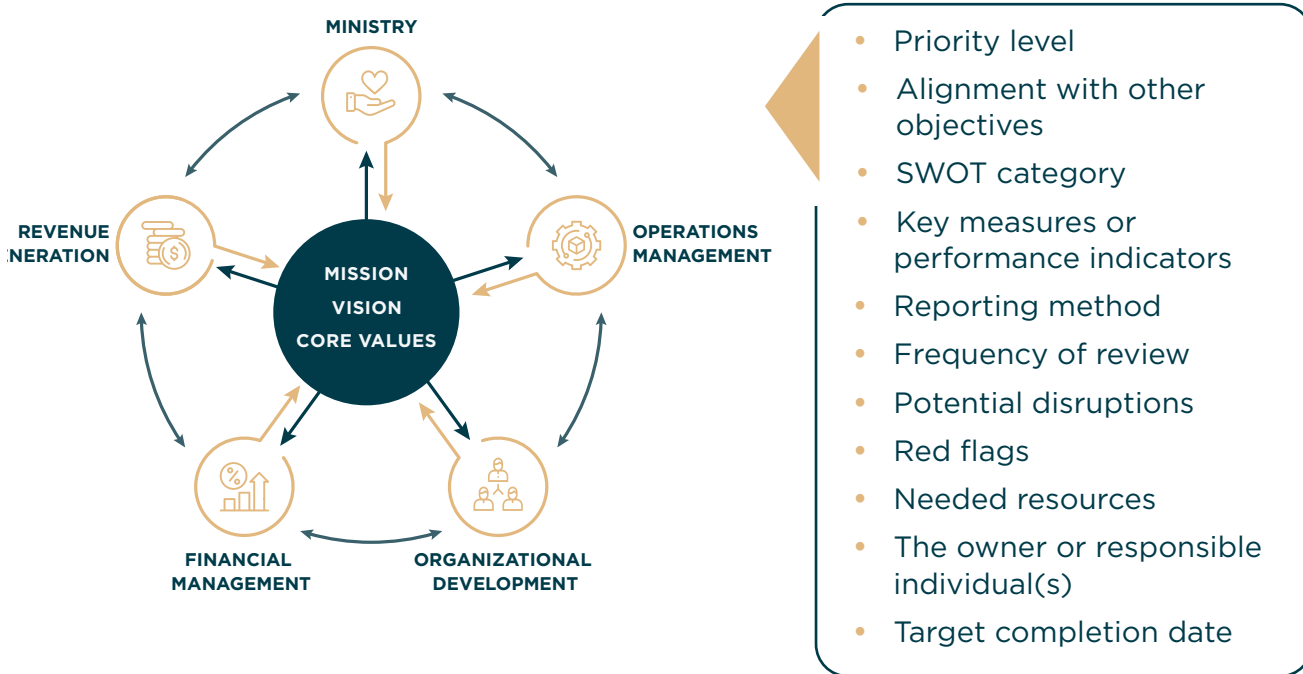 MINISTRY
REVENUE
NERATION
OPERATIONS
MANAGEMENT
MISSION
VISION
CORE VALUES
FINANCIAL
MANAGEMENT
ORGANIZATIONAL
DEVELOPMENT
• Priority level
• Alignment with other
objectives
• SWOT category
• Key measures or
performance indicators
• Reporting method
• Frequency of review
• Potential disruptions
• Red flags
• Needed resources
• The owner or responsible
individual(s)
• Target completion date